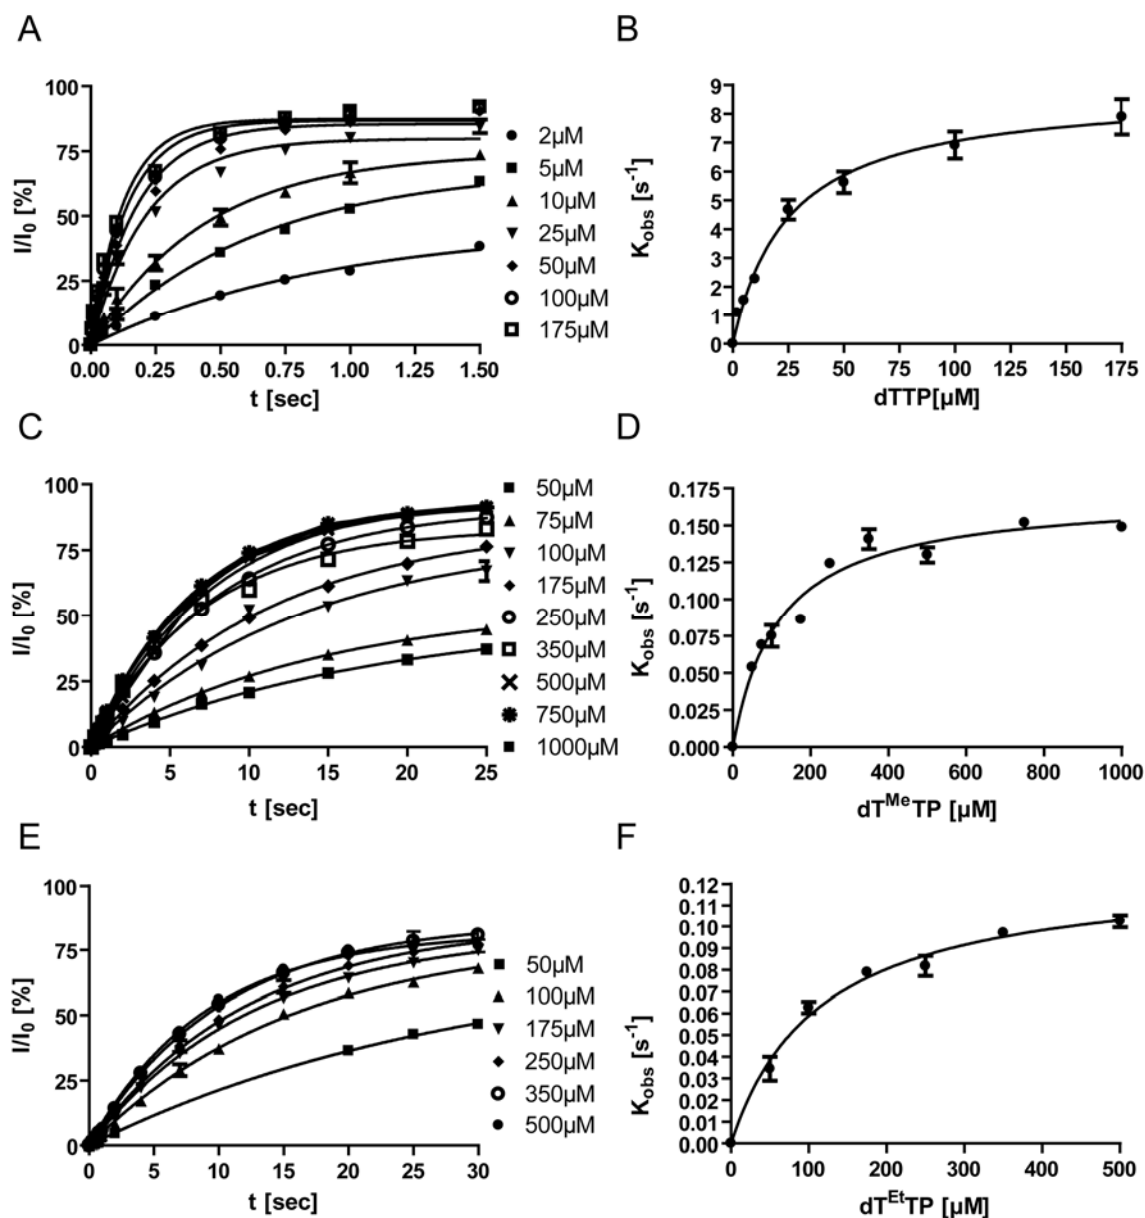 A
I/I0 [%]
100
75
50
25
0
0.00 0.25 0.50 0.75 1.00 1.25 1.50
t [sec]
2µM
5µM
10µM
25µM
50µM
100µM
175µM
B
Kobs [s-1]
9
8
7
6
5
4
3
2
1
0
0 25 50 75 100 125 150 175
dTTP[µM]
C
I/I0 [%]
100
75
50
25
0
0 5 10 15 20 25
t [sec]
50µM
75µM
100µM
175µM
250µM
350µM
500µM
750µM
1000µM
D
Kobs [s-1]
0.175
0.150
0.125
0.100
0.075
0.050
0.025
0.000
0 200 400 600 800 1000
dTMeTP [µM]
E
I/I0 [%]
100
75
50
25
0
0 5 10 15 20 25 30
t [sec]
50µM
100µM
175µM
250µM
350µM
500µM
F
Kobs [s-1]
0.12
0.11
0.10
0.09
0.08
0.07
0.06
0.05
0.04
0.03
0.02
0.01
0.00
0 100 200 300 400 500
dTEtTP [µM]